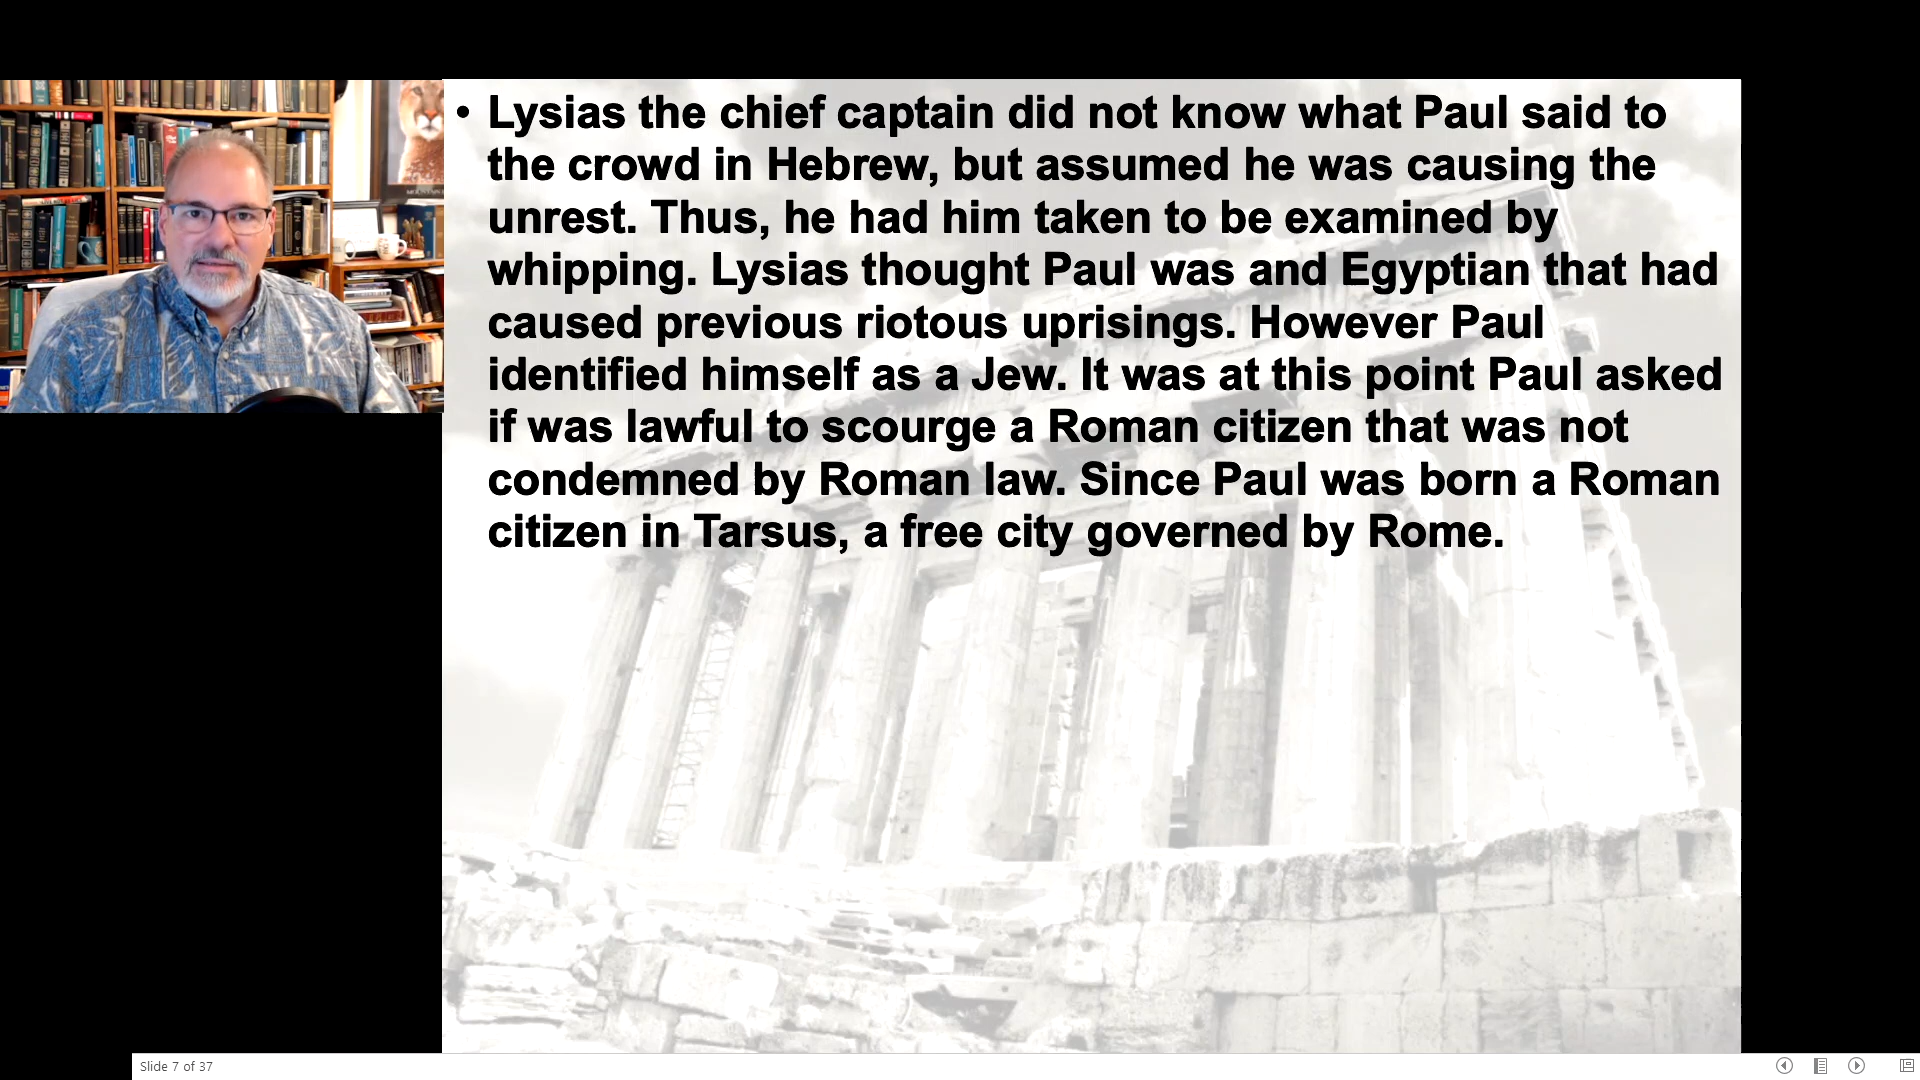 • Lysias the chief captain did not know what Paul said to
the crowd in Hebrew, but assumed he was causing the
unrest. Thus, he had him taken to be examined by
whipping. Lysias thought Paul was and Egyptian that had
caused previous riotous uprisings. However Paul
identified himself as a Jew. It was at this point Paul asked
if was lawful to scourge a Roman citizen that was not
condemned by Roman law. Since Paul was born a Roman
citizen in Tarsus, a free city governed by Rome.
Slide 7 of 37